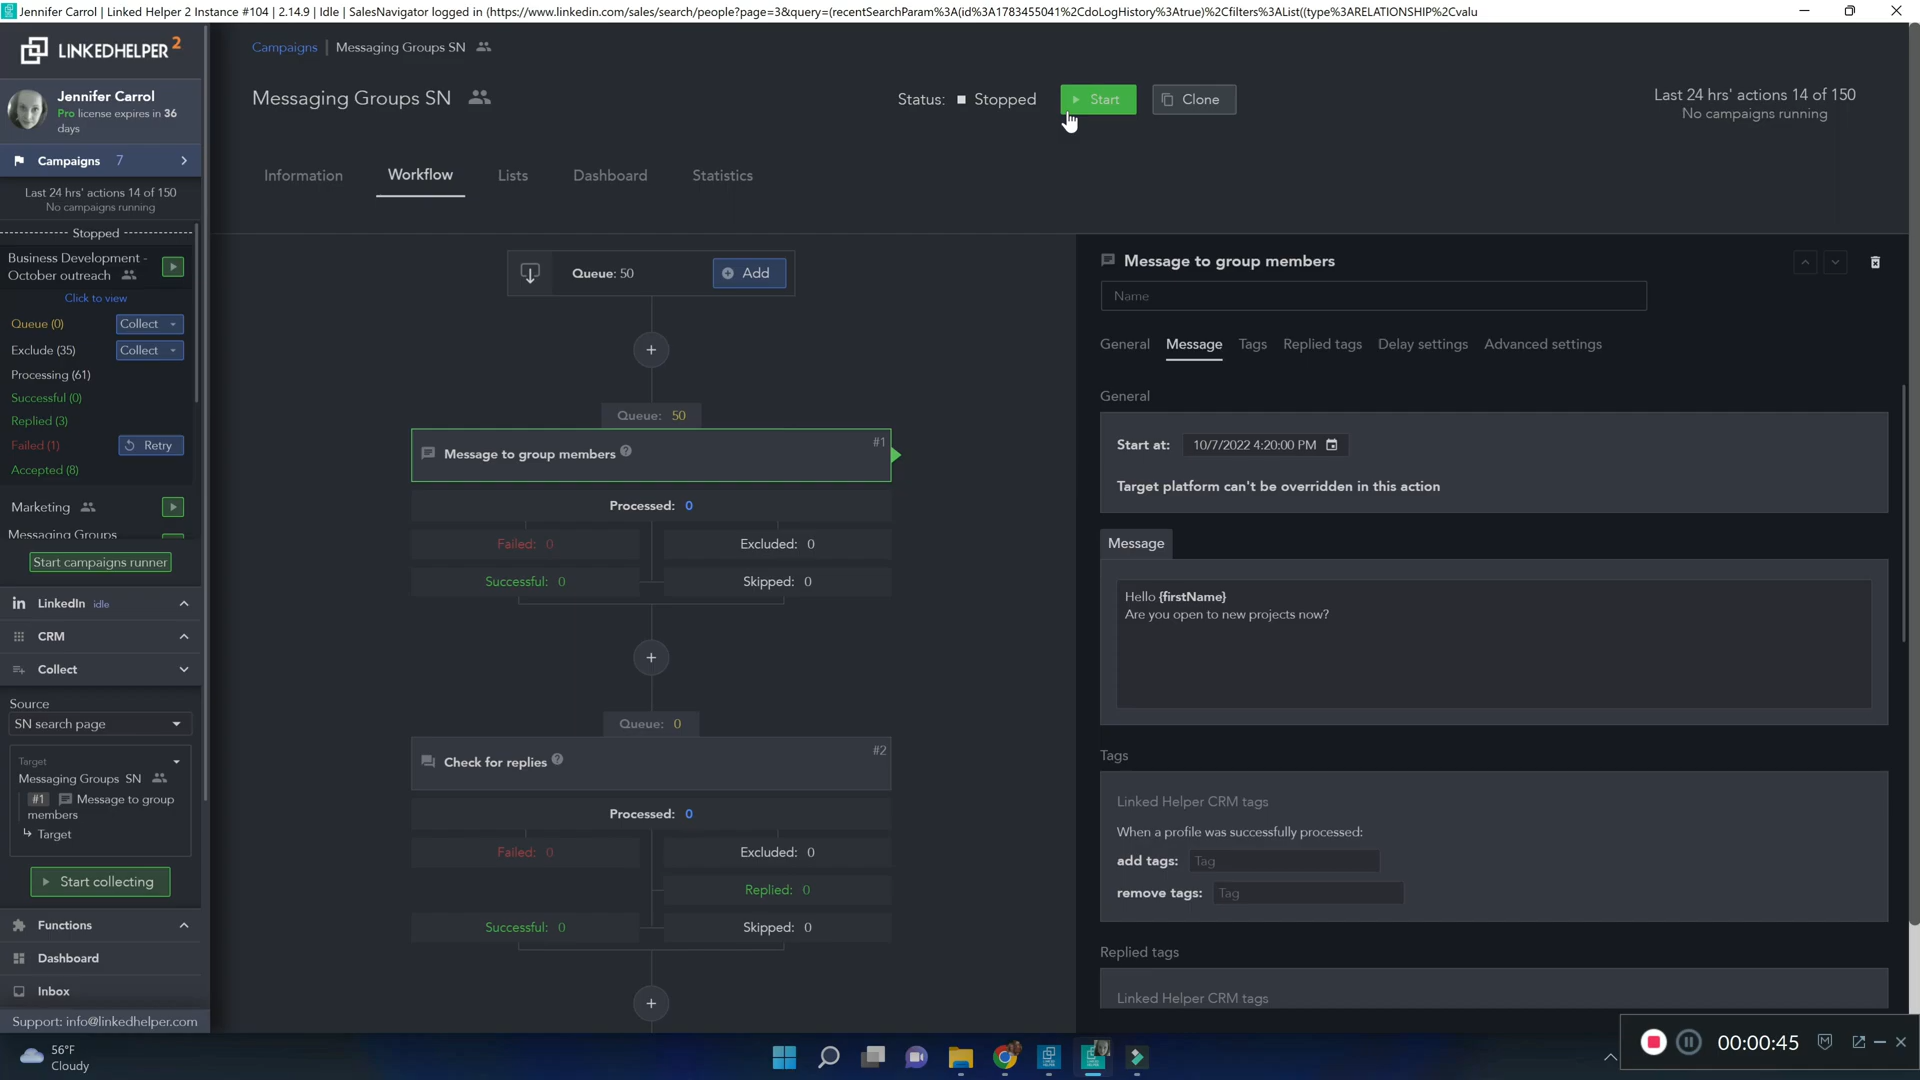 Jennifer Carrol | Linked Helper 2 Instance #104 | 2.14.9 | Idle | SalesNavigator logged in (https://www.linkedin.com/sales/search/people?page=3&query=(recentSearchParam%3A(id%3A1783455041%2CdoLogHistory%3Atrue)%2Cfilters%3AList((type%3ARELATIONSHIP%2Cvalu
LINKEDHELPER 2
Jennifer Carrol
Pro license expires in 36
days
Campaigns 7
Last 24 hrs' actions 14 of 150
No campaigns running
Stopped
Business Development -
October outreach
Click to view
Queue (0) Collect
Exclude (35) Collect
Processing (61)
Successful (0)
Replied (3)
Failed (1) Retry
Accepted (8)
Marketing
Messaging Groups
Start campaigns runner
in LinkedIn idle
CRM
Collect
Source
SN search page
Target
Messaging Groups SN
#1 Message to group
members
Target
Start collecting
Functions
Dashboard
Inbox
Support: info@linkedhelper.com
Campaigns | Messaging Groups SN
Messaging Groups SN
Status: Stopped Start Clone
Last 24 hrs' actions 14 of 150
No campaigns running
Information Workflow Lists Dashboard Statistics
Queue: 50 Add
+
Queue: 50
Message to group members ? #1
Processed: 0
Failed: 0 Excluded: 0
Successful: 0 Skipped: 0
+
Queue: 0
Check for replies ? #2
Processed: 0
Failed: 0 Excluded: 0
Replied: 0
Successful: 0 Skipped: 0
+
Message to group members
Name
General Message Tags Replied tags Delay settings Advanced settings
General
Start at: 10/7/2022 4:20:00 PM
Target platform can't be overridden in this action
Message
Hello {firstName}
Are you open to new projects now?
Tags
Linked Helper CRM tags
When a profile was successfully processed:
add tags: Tag
remove tags: Tag
Replied tags
Linked Helper CRM tags
56°F
Cloudy
00:00:45